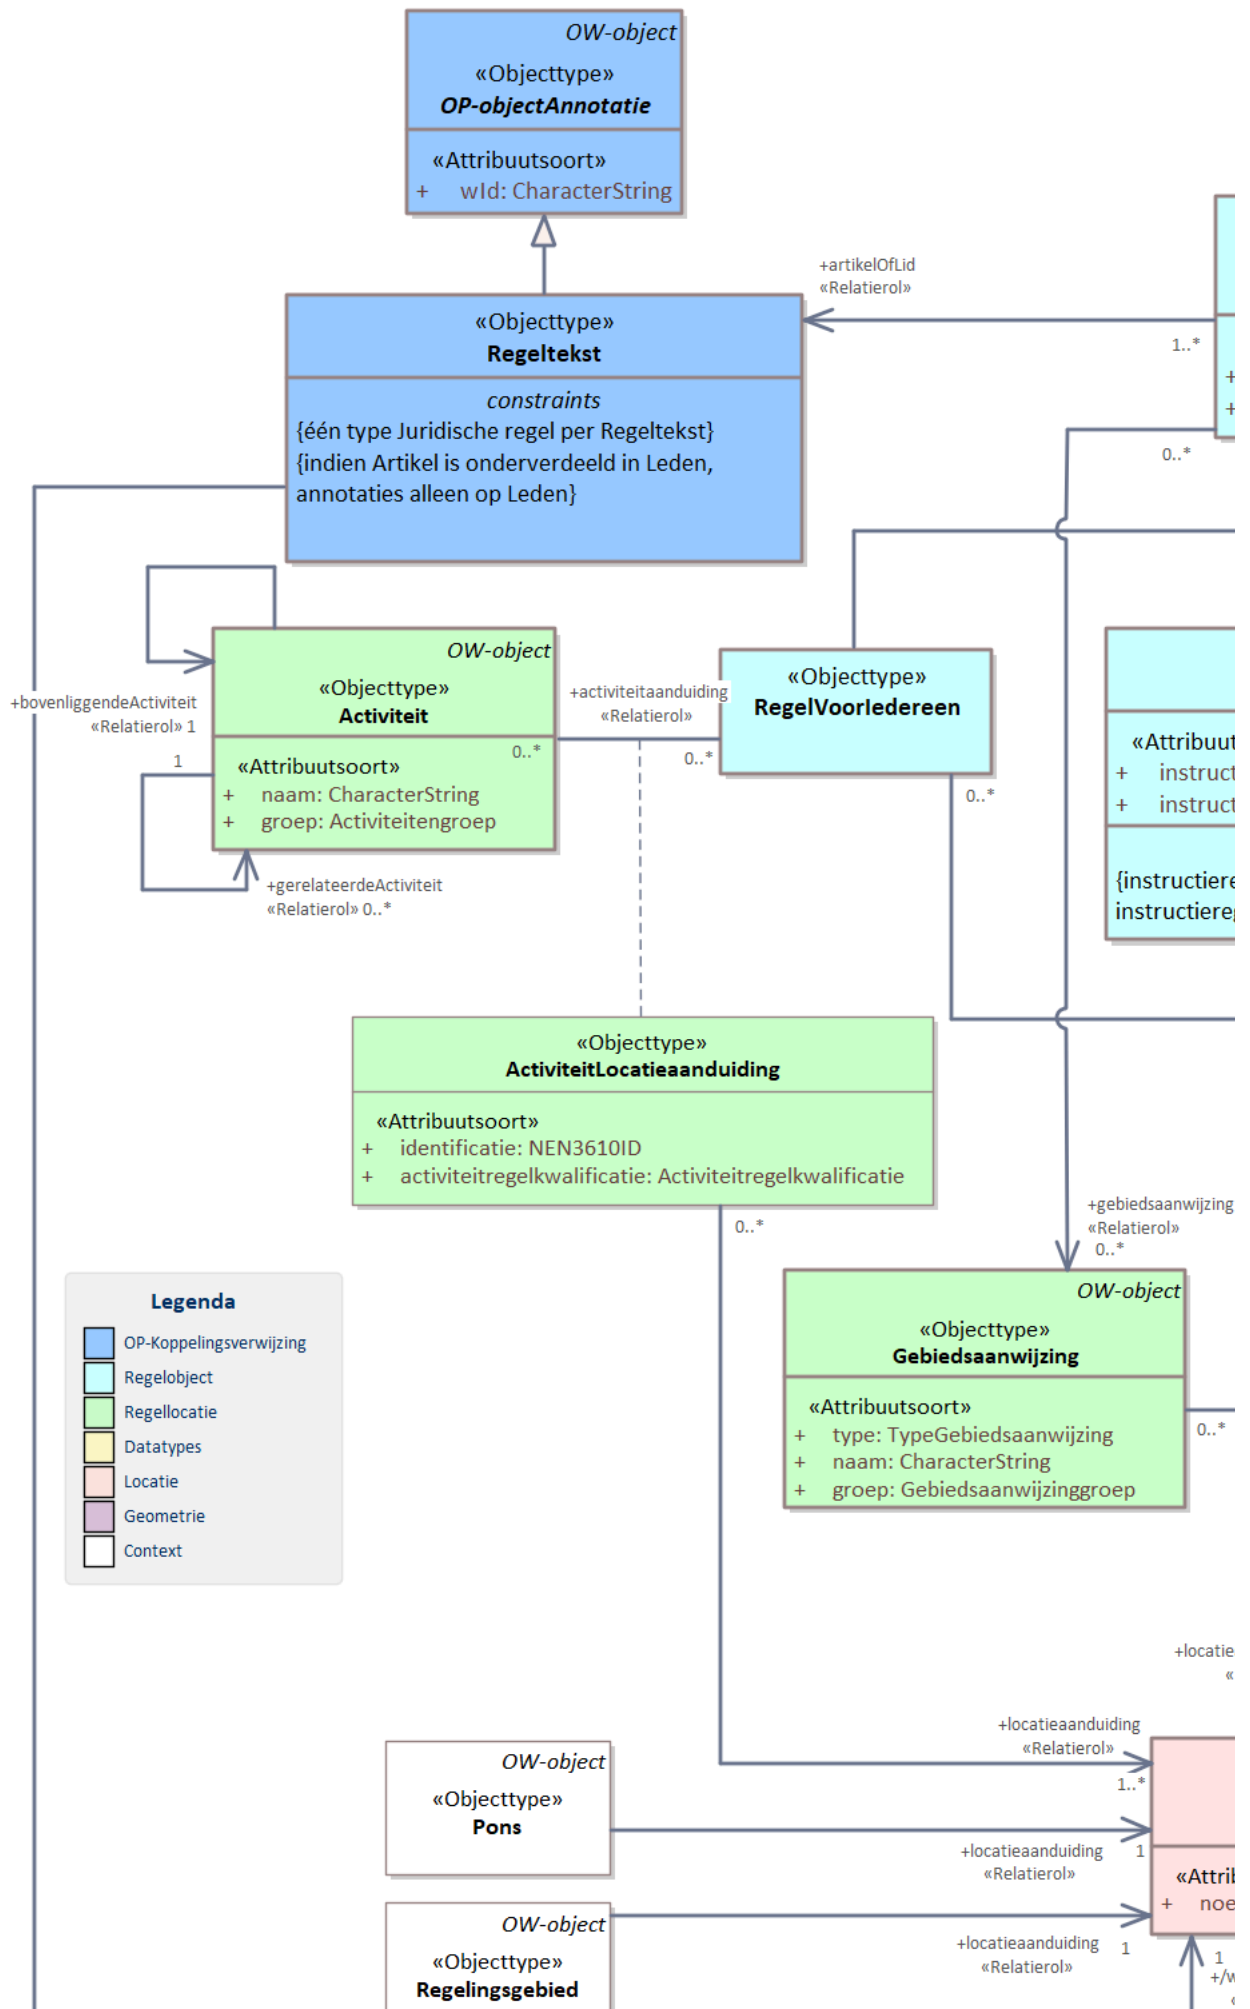 OW-object
«Objecttype»
OP-objectAnnotatie
«Attribuutsoort»
+ wId: CharacterString
+artikelOfLid
«Relatierol»
1..*
«Objecttype»
Regeltekst
constraints
{één type Juridische regel per Regeltekst}
{indien Artikel is onderverdeeld in Leden,
annotaties alleen op Leden}
+
+
0..*
OW-object
«Objecttype»
Activiteit
«Attribuutsoort»
+ naam: CharacterString
+ groep: Activiteitengroep
+bovenliggendeActiviteit
«Relatierol» 1
1
+gerelateerdeActiviteit
«Relatierol» 0..*
0..*
+activiteitaanduiding
«Relatierol»
0..*
«Objecttype»
RegelVoorIedereen
0..*
«Attribuut
+ instruct
+ instruct
{instructiere
instructiereg
«Objecttype»
ActiviteitLocatieaanduiding
«Attribuutsoort»
+ identificatie: NEN3610ID
+ activiteitregelkwalificatie: Activiteitregelkwalificatie
0..*
+gebiedsaanwijzing
«Relatierol»
0..*
OW-object
«Objecttype»
Gebiedsaanwijzing
«Attribuutsoort»
+ type: TypeGebiedsaanwijzing
+ naam: CharacterString
+ groep: Gebiedsaanwijzinggroep
0..*
Legenda
OP-Koppelingsverwijzing
Regelobject
Regellocatie
Datatypes
Locatie
Geometrie
Context
+locatie
«
+locatieaanduiding
«Relatierol»
1..*
OW-object
«Objecttype»
Pons
+locatieaanduiding
«Relatierol»
1
«Attrib
+ noe
OW-object
«Objecttype»
Regelingsgebied
+locatieaanduiding
«Relatierol»
1
1
+/w
«